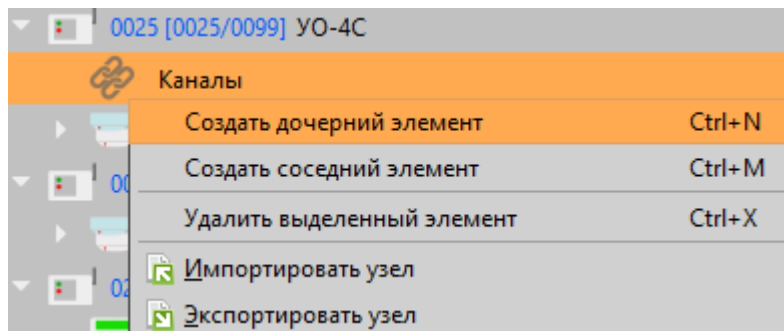 0025 [0025/0099] УО-4С
Каналы
Создать дочерний элемент Ctrl+N
Создать соседний элемент Ctrl+M
Удалить выделенный элемент Ctrl+X
Импортировать узел
Экспортировать узел